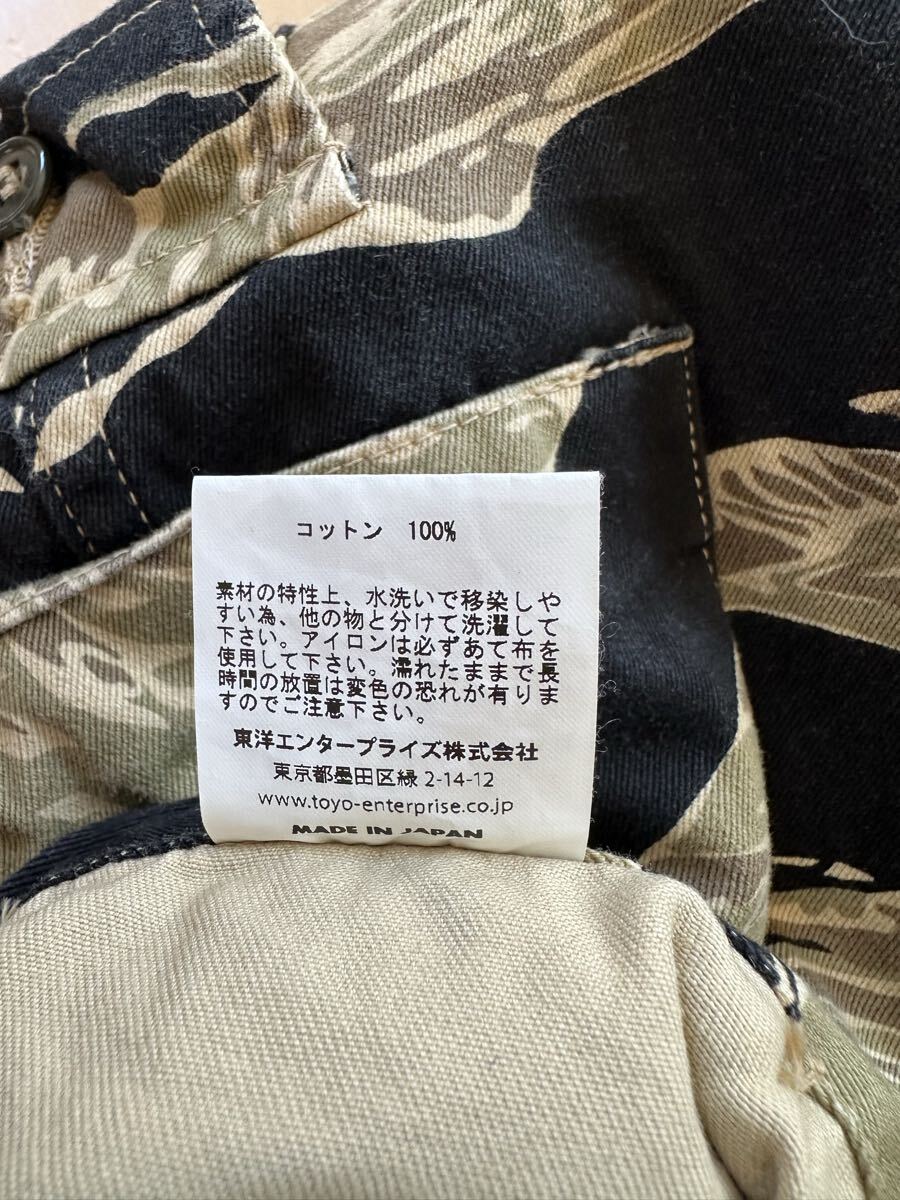 コットン 100%
素材の特性上、水洗いで移染しや
すい為、他の物と分けて洗濯して
下さい。アイロンは必ずあて布を
使用して下さい。濡れたままで長
時間の放置は変色の恐れが有りま
すのでご注意下さい。
東洋エンタープライズ株式会社
東京都墨田区緑 2-14-12
www.toyo-enterprise.co.jp
MADE IN JAPAN